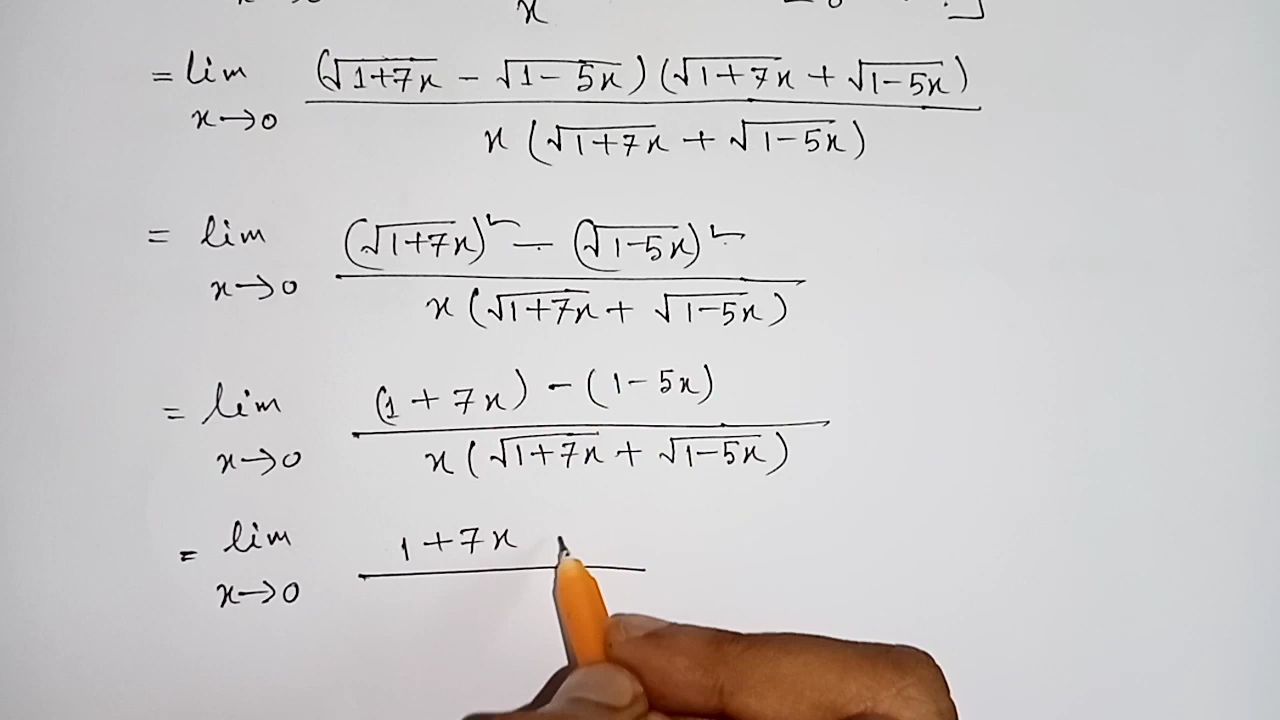 x
= lim x→0 (√1+7x − √1−5x)(√1+7x + √1−5x) / x(√1+7x + √1−5x)
= lim x→0 (√1+7x)² − (√1−5x)² / x(√1+7x + √1−5x)
= lim x→0 (1+7x) − (1−5x) / x(√1+7x + √1−5x)
= lim x→0 1+7x